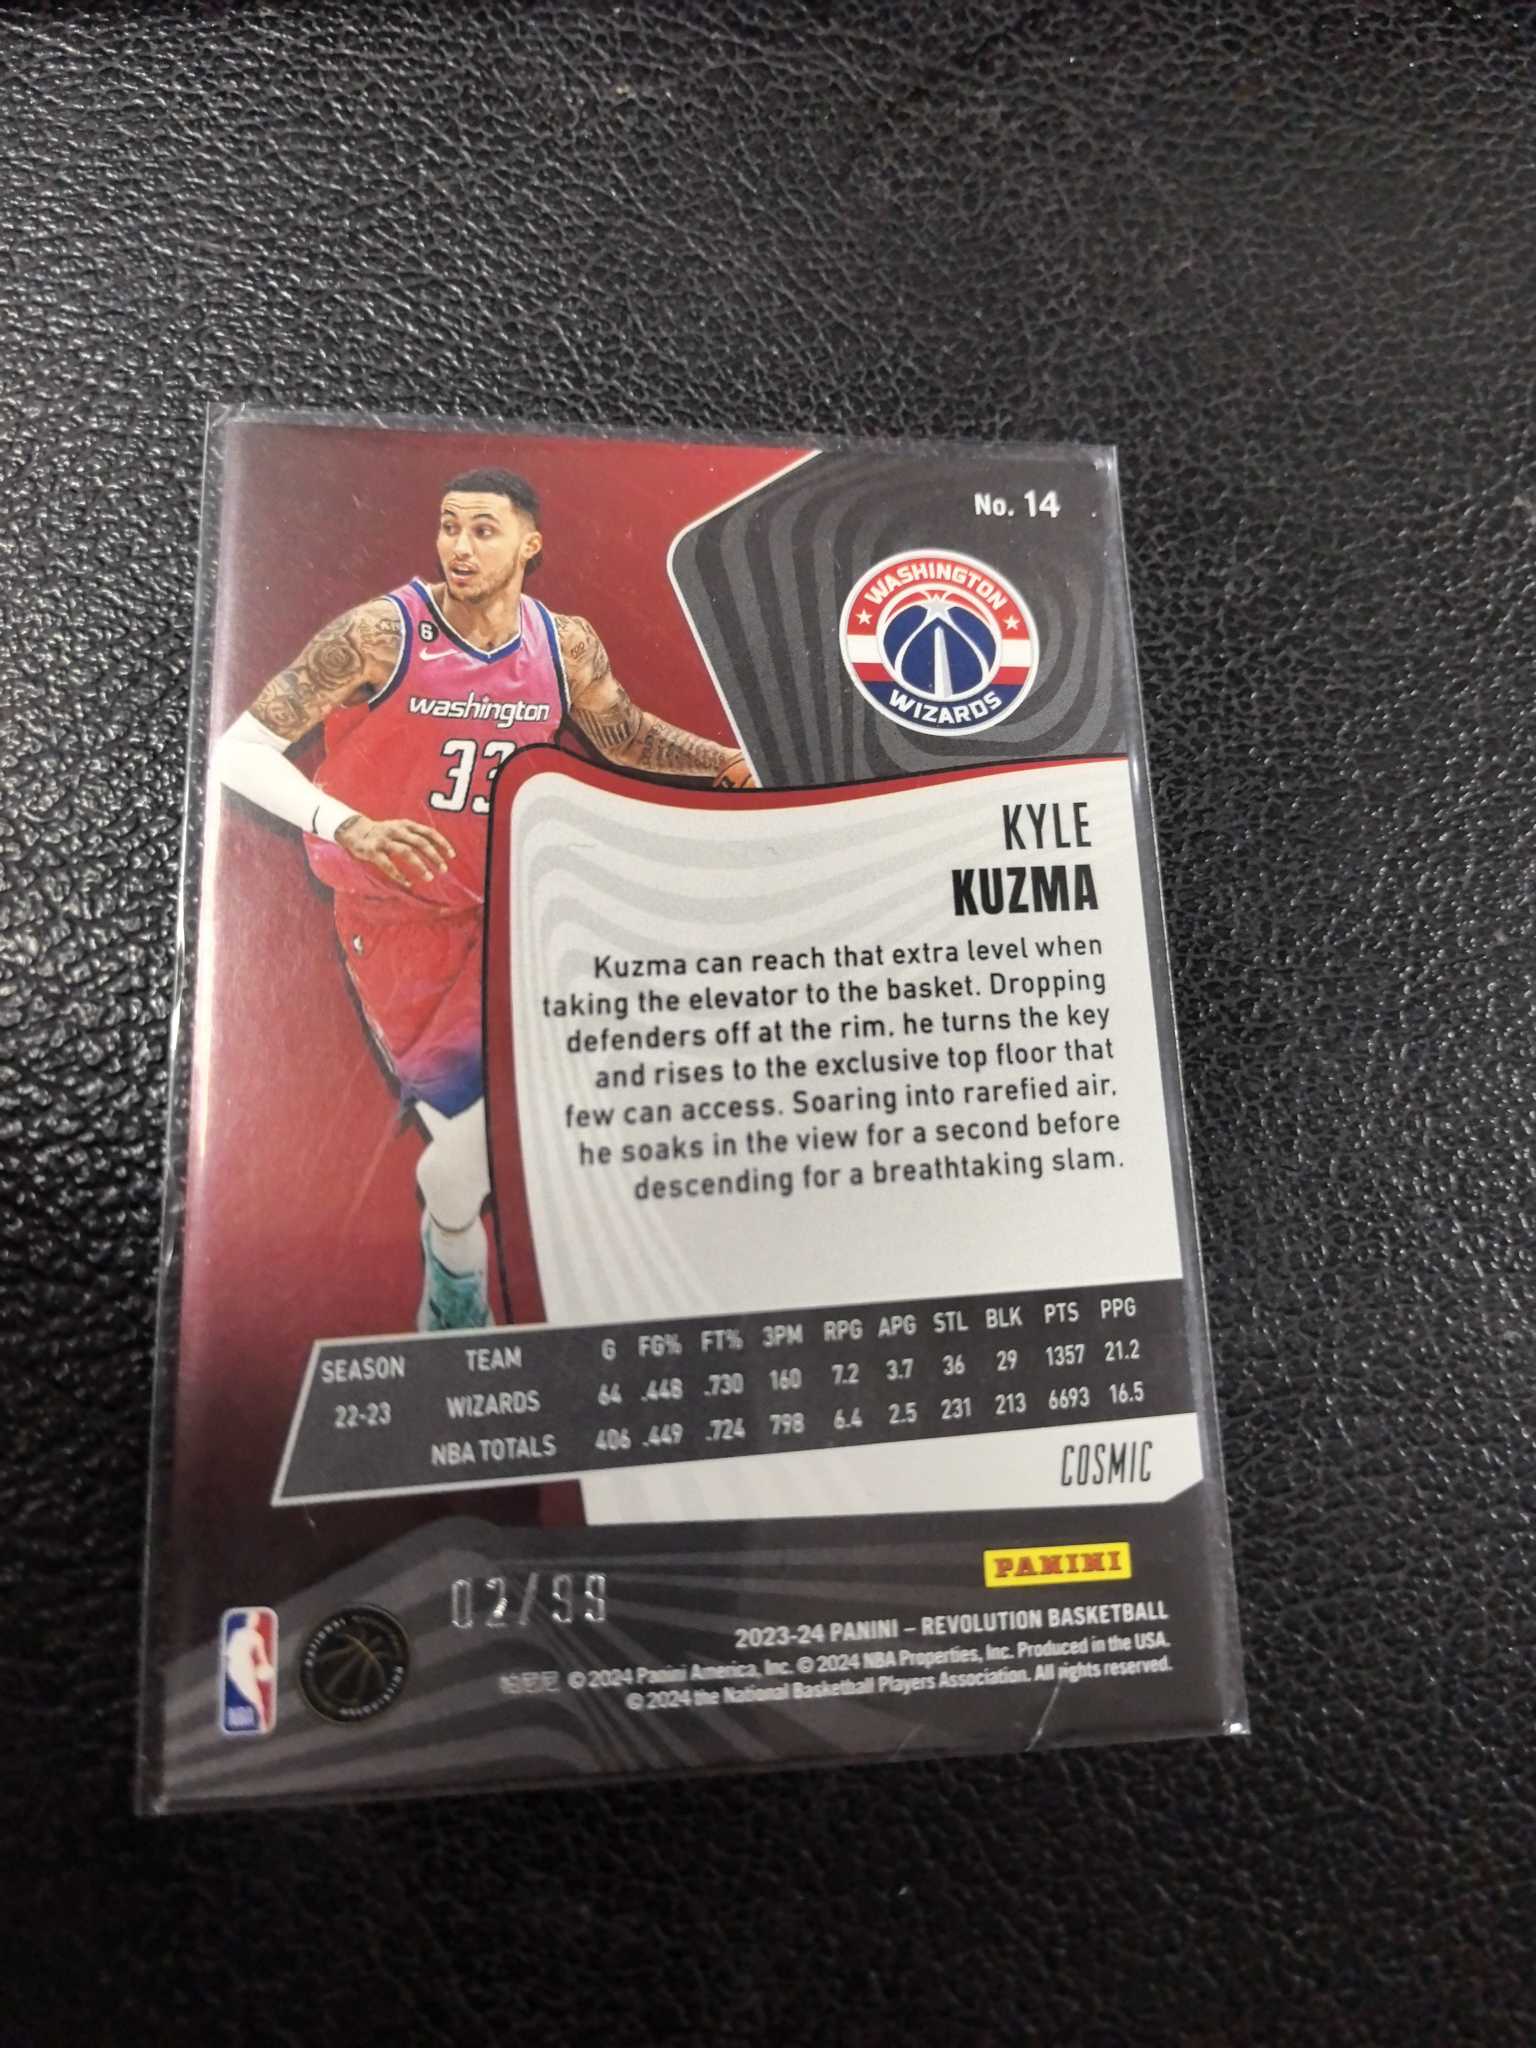 No. 14
WASHINGTON
WIZARDS
6
washington
33
KYLE
KUZMA
Kuzma can reach that extra level when
taking the elevator to the basket. Dropping
defenders off at the rim, he turns the key
and rises to the exclusive top floor that
few can access. Soaring into rarefied air,
he soaks in the view for a second before
descending for a breathtaking slam.
SEASON TEAM G FG% FT% 3PM RPG APG STL BLK PTS PPG
22-23 WIZARDS 64 .448 .730 160 7.2 3.7 36 29 1357 21.2
NBA TOTALS 406 .449 .724 798 6.4 2.5 231 213 6693 16.5
COSMIC
PANINI
02/99
2023-24 PANINI – REVOLUTION BASKETBALL
© 2024 Panini America, Inc. © 2024 NBA Properties, Inc. Produced in the USA.
© 2024 the National Basketball Players Association. All rights reserved.
NBA